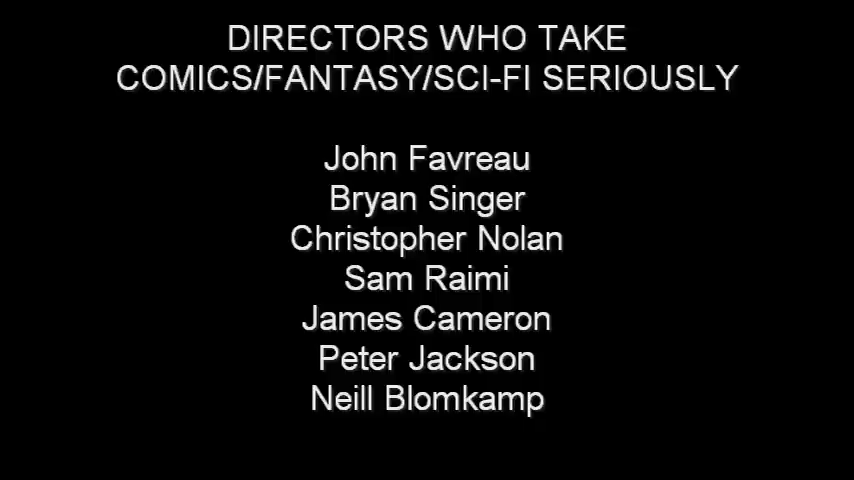 DIRECTORS WHO TAKE
COMICS/FANTASY/SCI-FI SERIOUSLY
John Favreau
Bryan Singer
Christopher Nolan
Sam Raimi
James Cameron
Peter Jackson
Neill Blomkamp